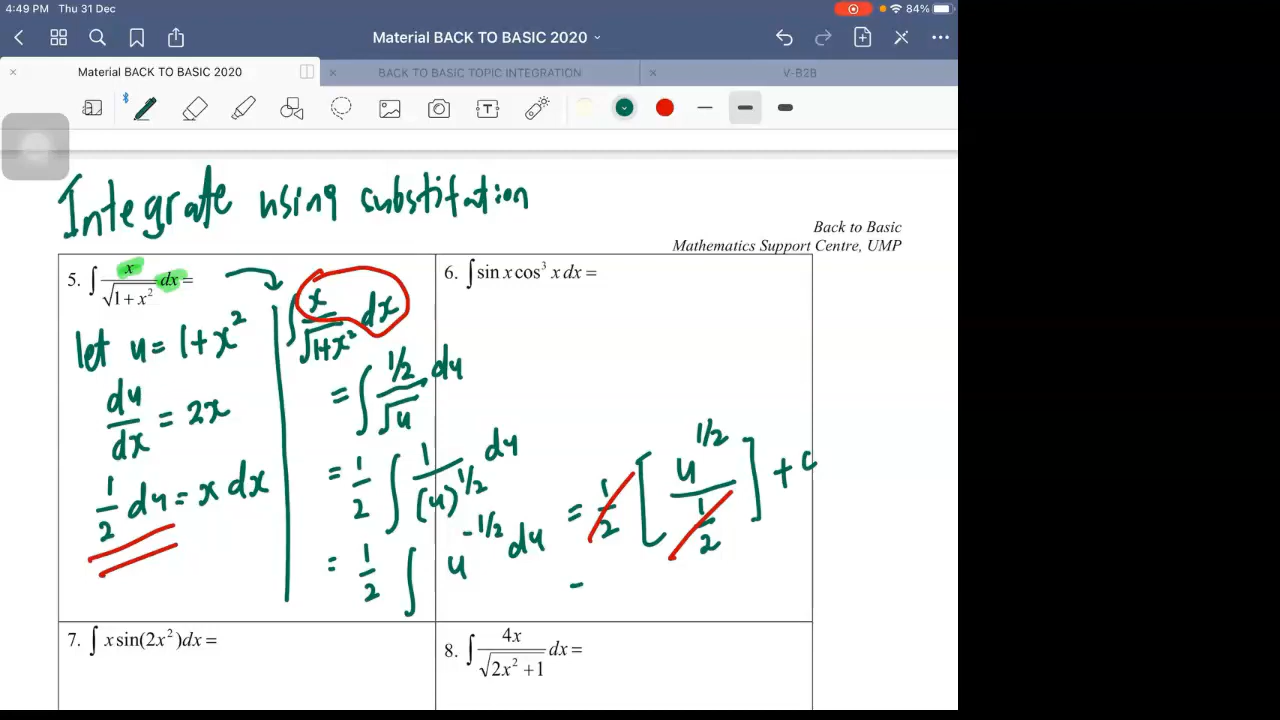 4:49 PM Thu 31 Dec
84%
Material BACK TO BASIC 2020
Material BACK TO BASIC 2020
BACK TO BASIC TOPIC INTEGRATION
V-B2B
Integrate using substitution
Back to Basic
Mathematics Support Centre, UMP
5. ∫ x/√(1+x²) dx =
let u = 1+x²
du/dx = 2x
1/2 du = x dx
∫ x/√(1+x²) dx
= ∫ (1/2)/√u du
= 1/2 ∫ 1/(u)^(1/2) du
= 1/2 ∫ u^(-1/2) du
6. ∫ sin x cos³ x dx =
= 1/2 [u^(1/2)/(1/2)] + c
=
7. ∫ x sin(2x²)dx =
8. ∫ 4x/√(2x²+1) dx =